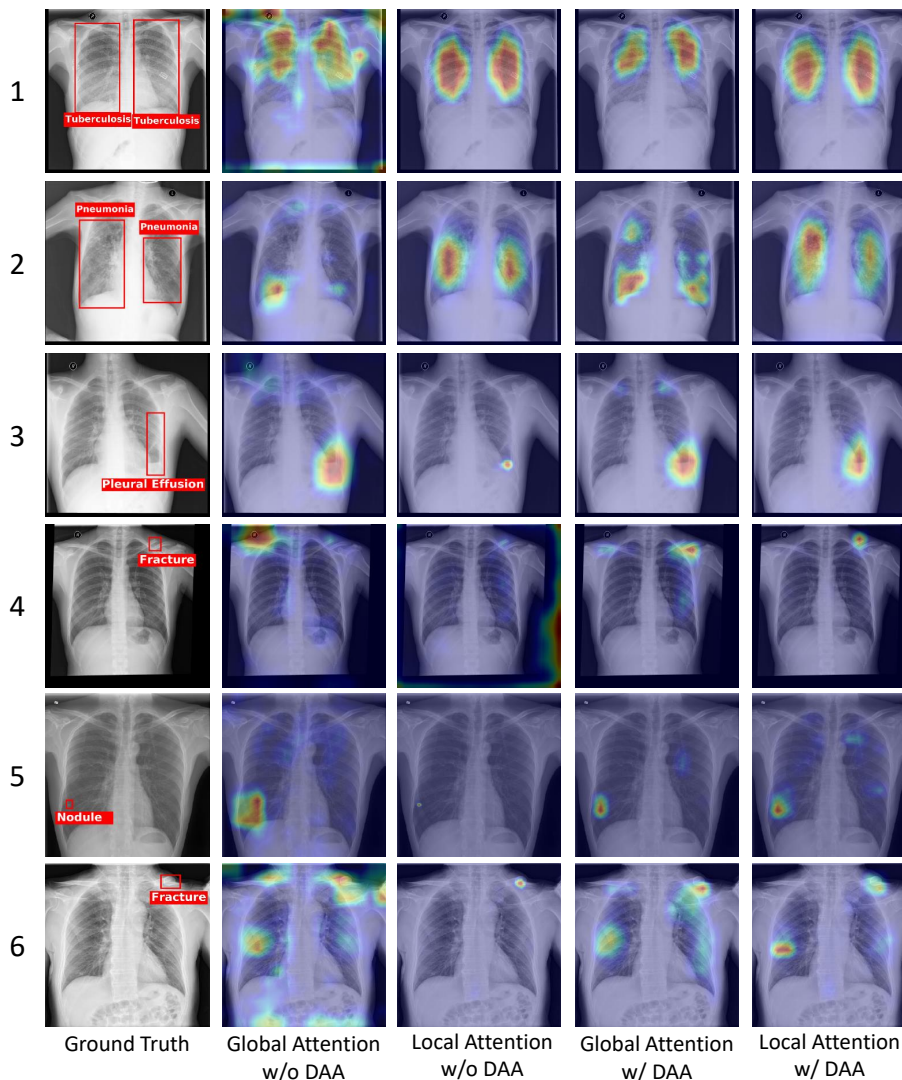 1
Tuberculosis Tuberculosis
2
Pneumonia
Pneumonia
3
Pleural Effusion
4
Fracture
5
Nodule
6
Fracture
Ground Truth Global Attention Local Attention Global Attention Local Attention
w/o DAA w/o DAA w/ DAA w/ DAA